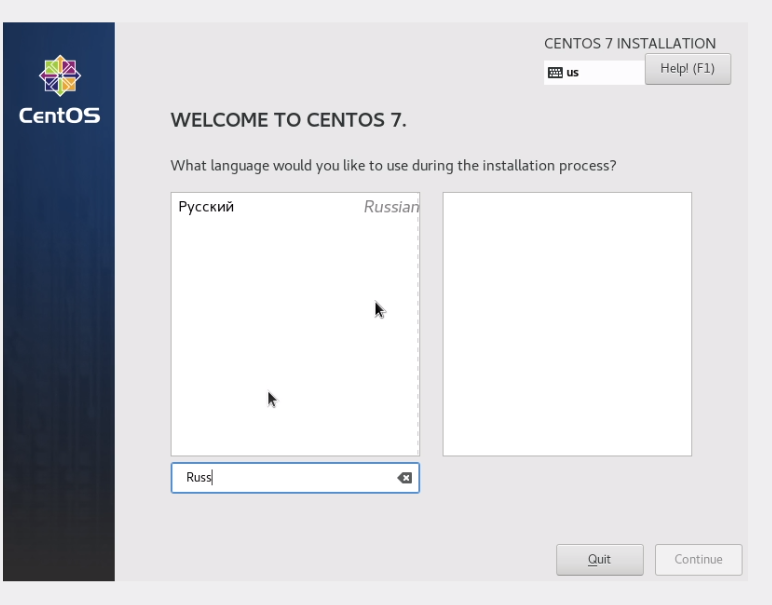 CENTOS 7 INSTALLATION
us
Help! (F1)
CentOS
WELCOME TO CENTOS 7.
What language would you like to use during the installation process?
Русский Russian
Russ
Quit
Continue